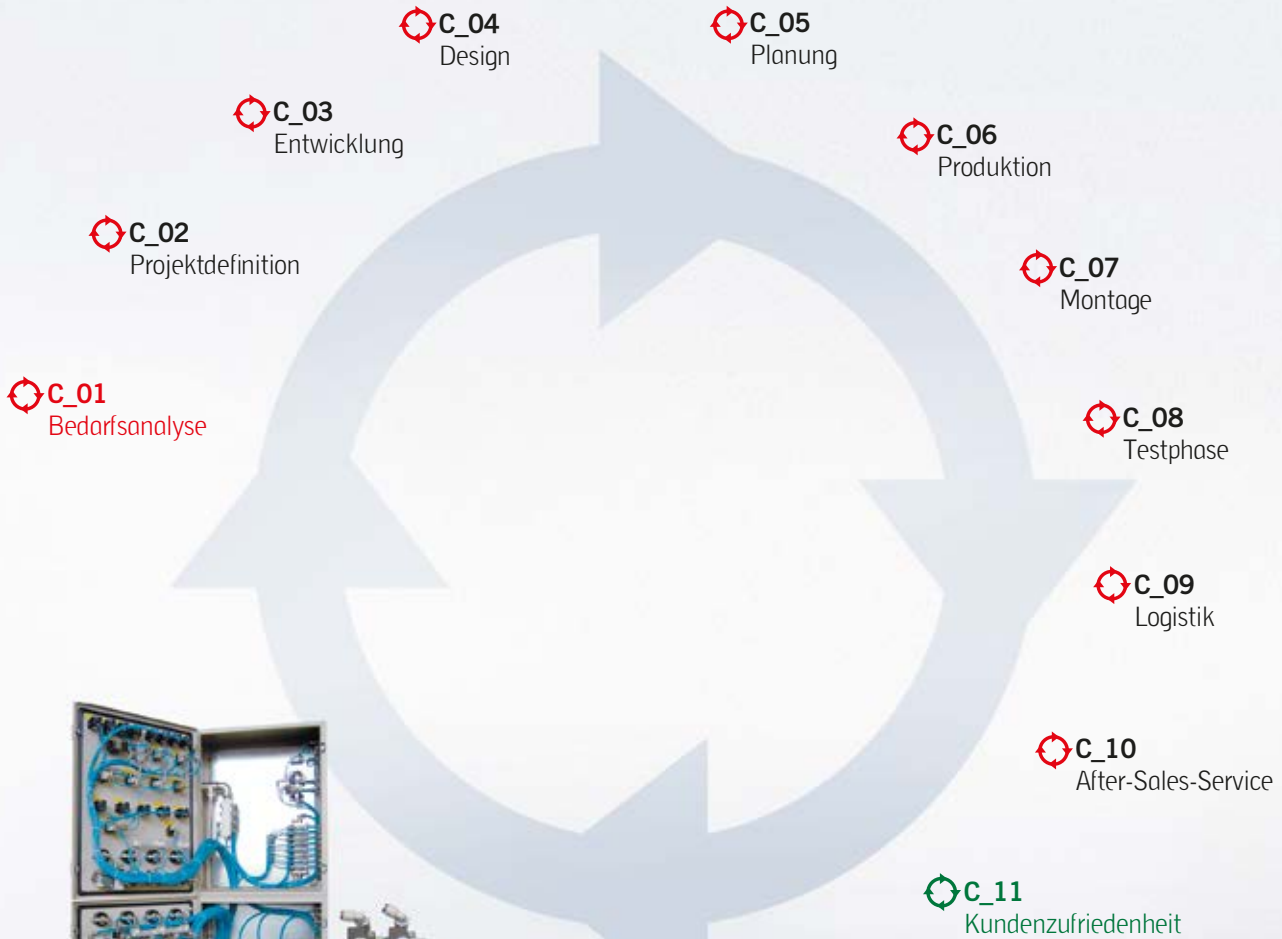 C_01
Bedarfsanalyse
C_02
Projektdefinition
C_03
Entwicklung
C_04
Design
C_05
Planung
C_06
Produktion
C_07
Montage
C_08
Testphase
C_09
Logistik
C_10
After-Sales-Service
C_11
Kundenzufriedenheit